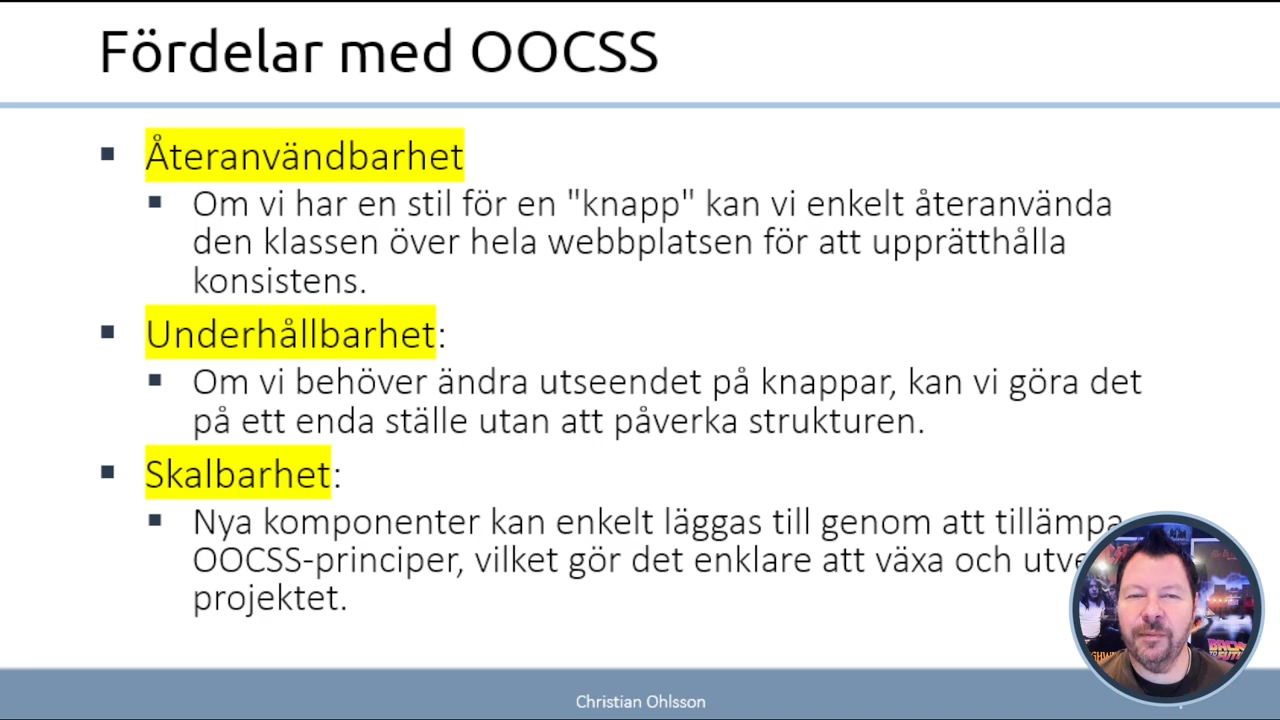 Fördelar med OOCSS
Återanvändbarhet
Om vi har en stil för en "knapp" kan vi enkelt återanvända
den klassen över hela webbplatsen för att upprätthålla
konsistens.
Underhållbarhet:
Om vi behöver ändra utseendet på knappar, kan vi göra det
på ett enda ställe utan att påverka strukturen.
Skalbarhet:
Nya komponenter kan enkelt läggas till genom att tillämpa
OOCSS-principer, vilket gör det enklare att växa och
projektet.
Christian Ohlsson